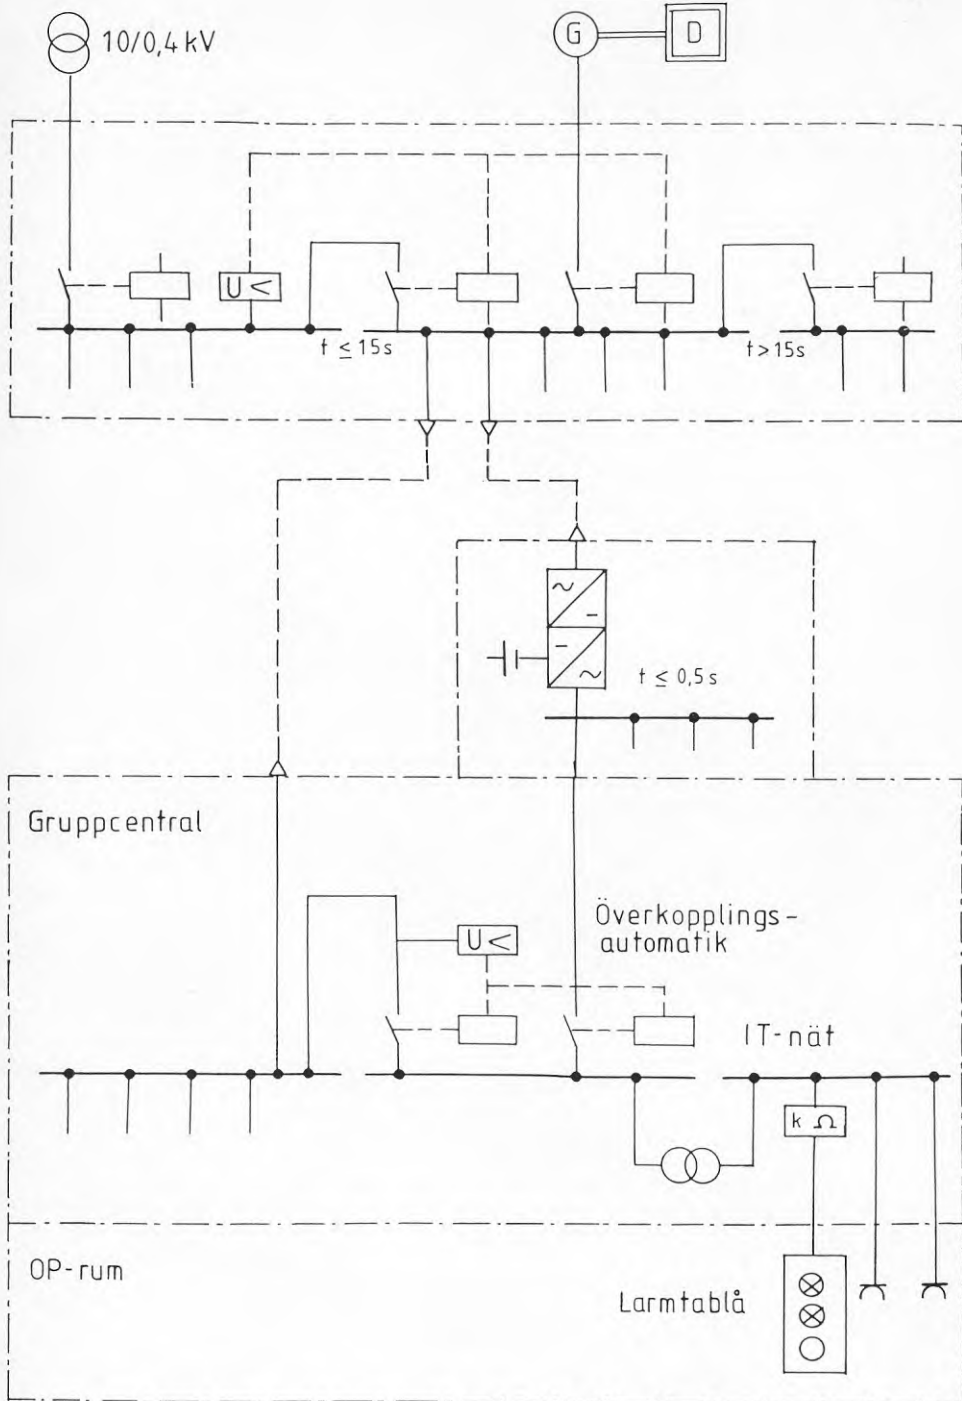 10/0,4 kV
G
D
U<
t ≤ 15s
t > 15s
t ≤ 0,5 s
Gruppcentral
Överkopplings-
automatik
U<
IT-nät
k Ω
OP-rum
Larmtablå